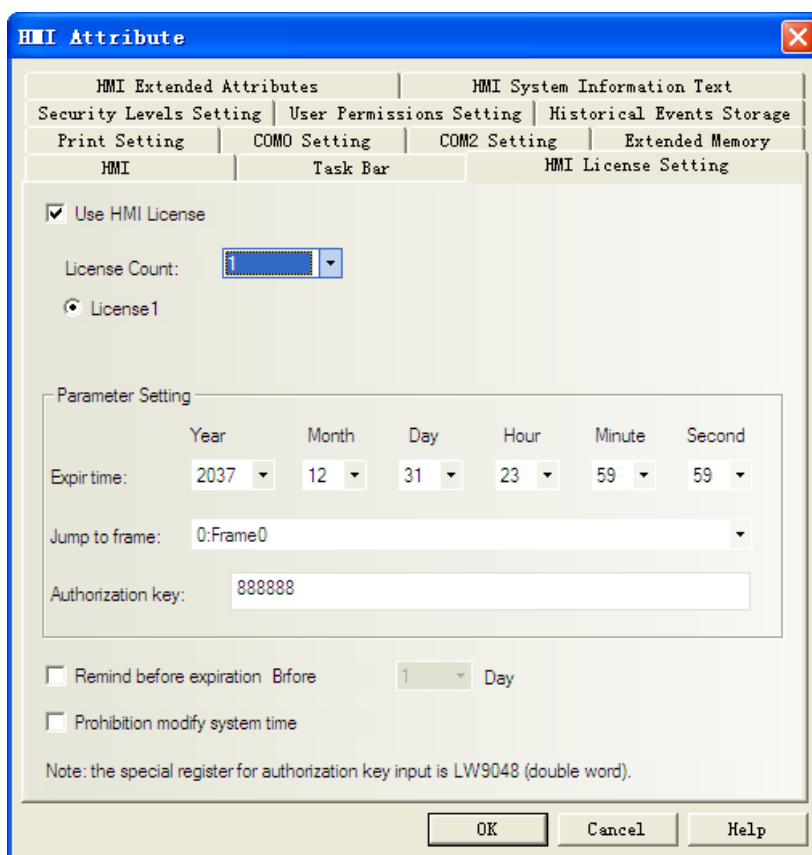 HMI Attribute
HMI Extended Attributes HMI System Information Text
Security Levels Setting User Permissions Setting Historical Events Storage
Print Setting COM0 Setting COM2 Setting Extended Memory
HMI Task Bar HMI License Setting
Use HMI License
License Count: 1
License1
Parameter Setting
Year Month Day Hour Minute Second
Expir time: 2037 12 31 23 59 59
Jump to frame: 0:Frame0
Authorization key: 888888
Remind before expiration Brfore 1 Day
Prohibition modify system time
Note: the special register for authorization key input is LW9048 (double word).
OK Cancel Help